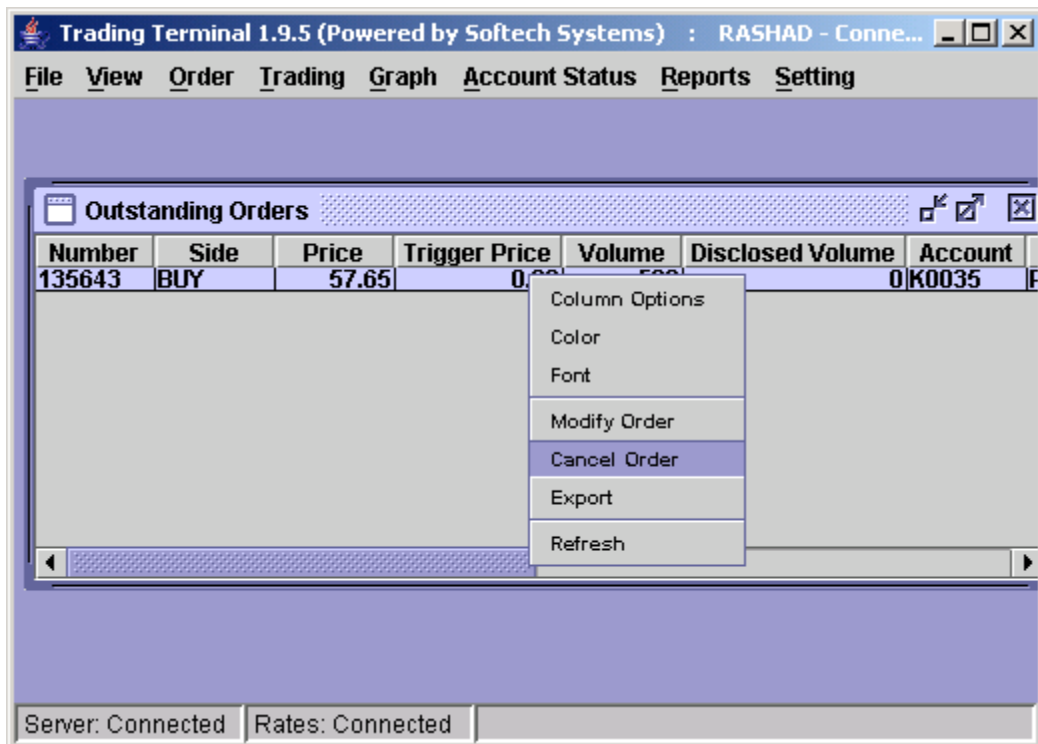 Trading Terminal 1.9.5 (Powered by Softech Systems) : RASHAD - Conne...
File View Order Trading Graph Account Status Reports Setting
Outstanding Orders
Number Side Price Trigger Price Volume Disclosed Volume Account
135643 BUY 57.65 0 K0035
Column Options
Color
Font
Modify Order
Cancel Order
Export
Refresh
Server: Connected Rates: Connected